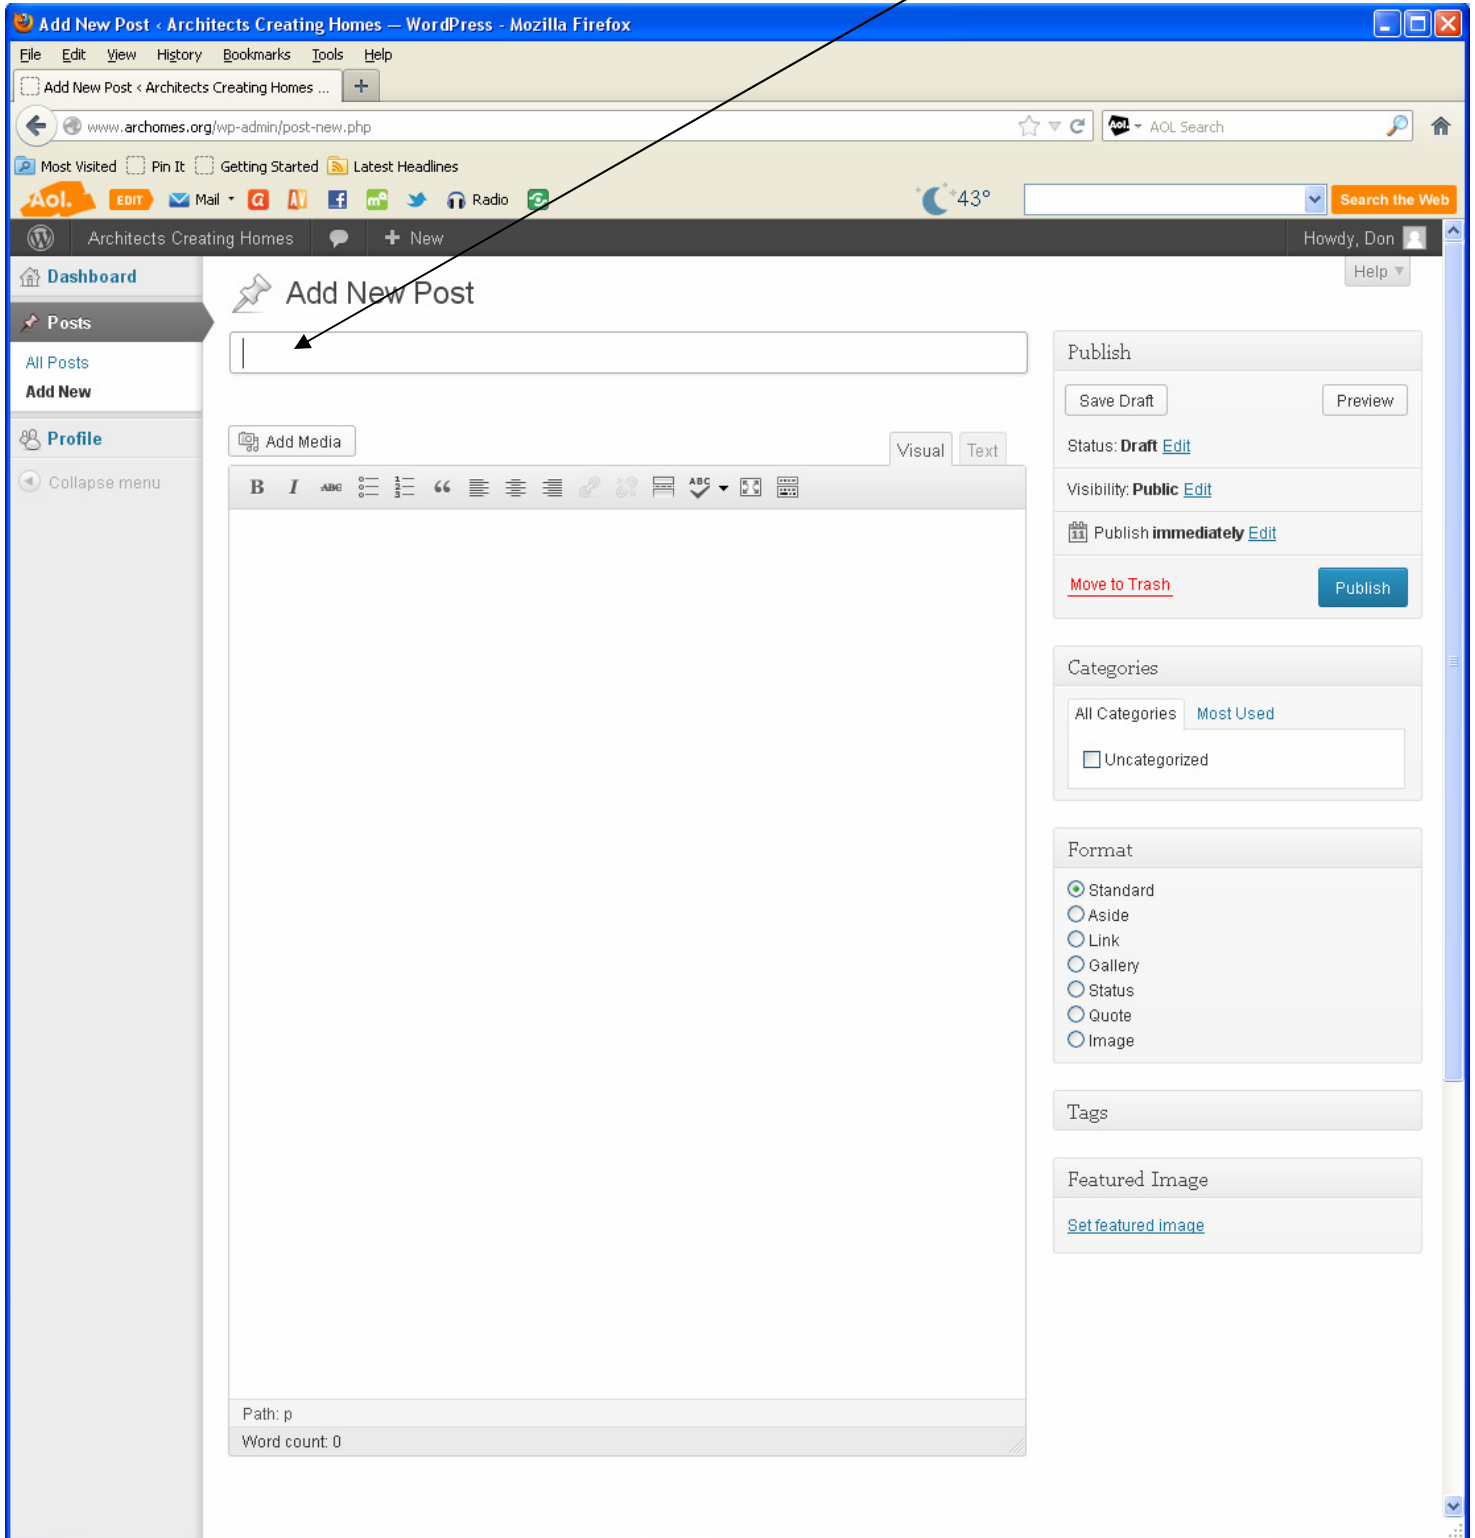 Add New Post ‹ Architects Creating Homes — WordPress - Mozilla Firefox
File Edit View History Bookmarks Tools Help
Add New Post ‹ Architects Creating Homes ... +
www.archomes.org/wp-admin/post-new.php AOL Search
Most Visited Pin It Getting Started Latest Headlines
Aol. EDIT Mail Radio 43° Search the Web
Architects Creating Homes + New Howdy, Don
Dashboard
Help
Add New Post
Posts
All Posts
Add New
Profile
Collapse menu
Add Media
Visual Text
B I ABC ABC
Path: p
Word count: 0
Publish
Save Draft Preview
Status: Draft Edit
Visibility: Public Edit
11 Publish immediately Edit
Move to Trash Publish
Categories
All Categories Most Used
Uncategorized
Format
Standard
Aside
Link
Gallery
Status
Quote
Image
Tags
Featured Image
Set featured image